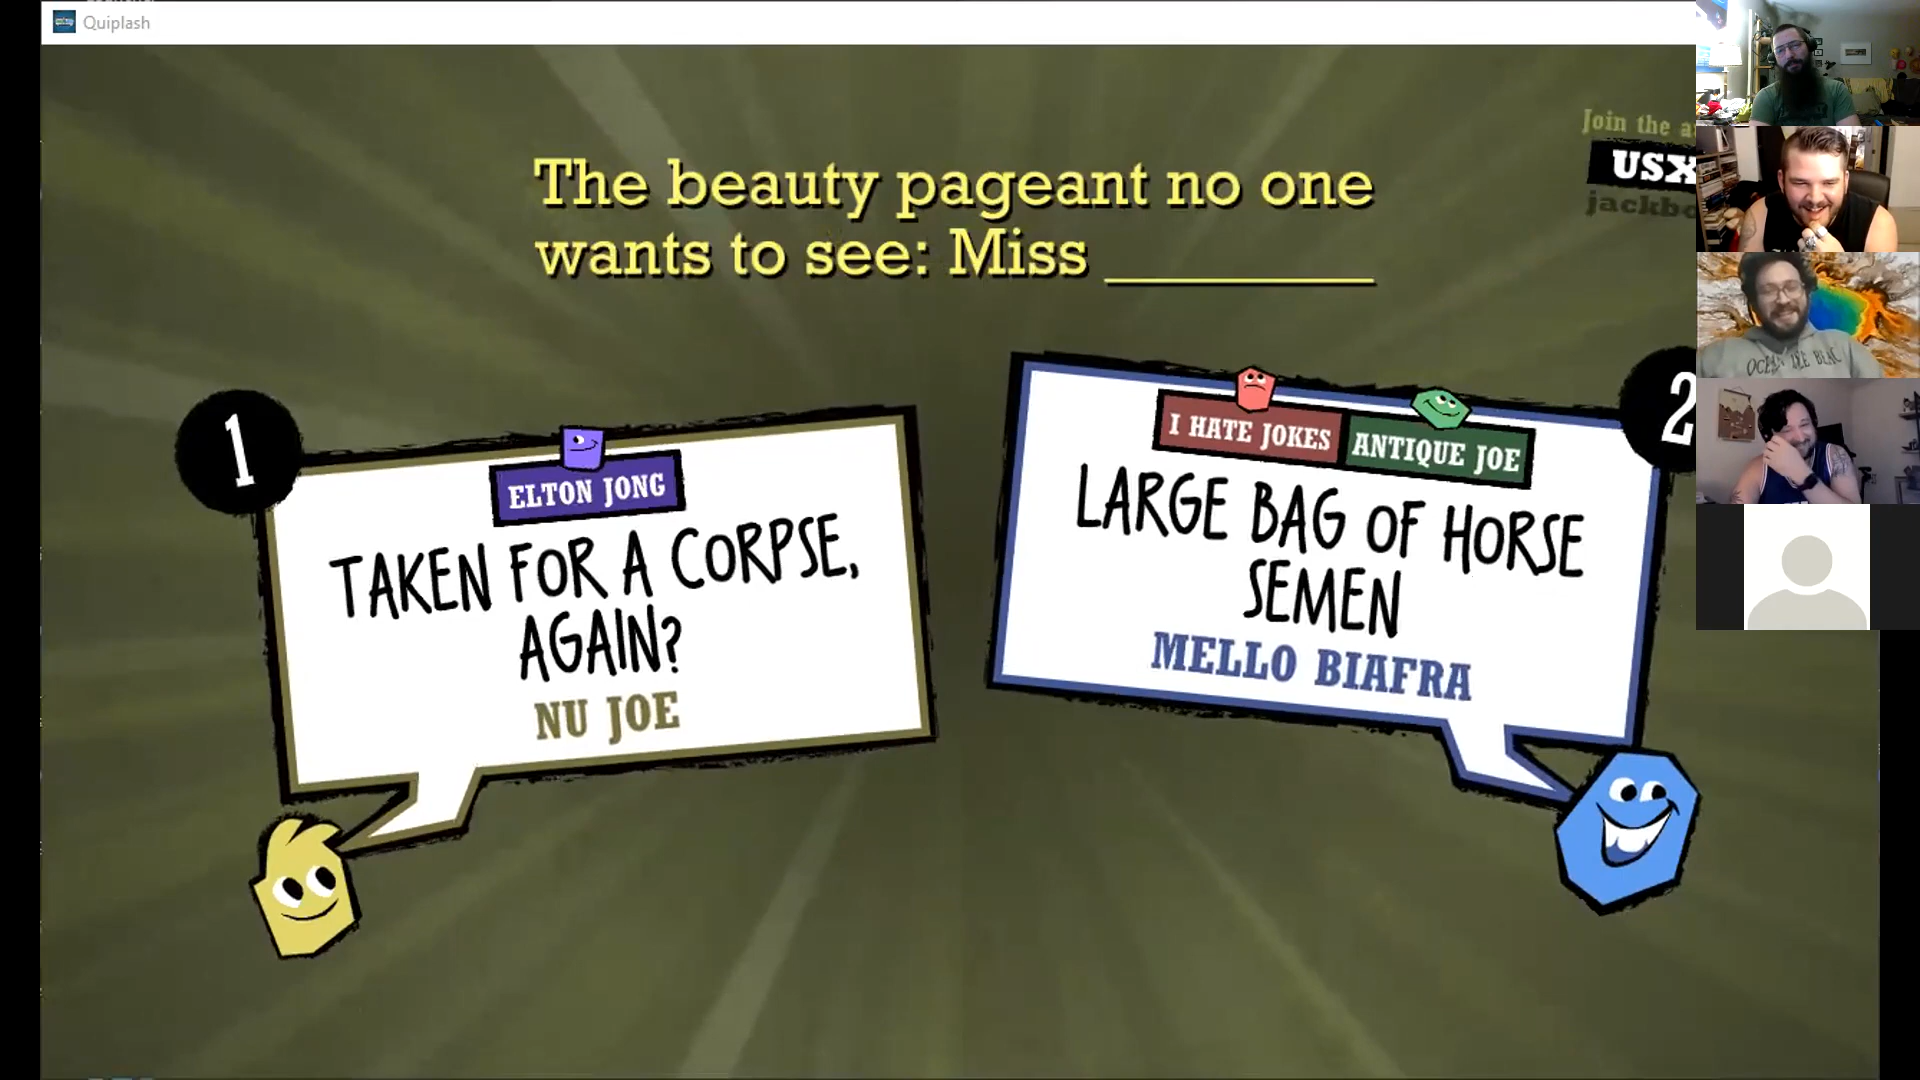 Quiplash
The beauty pageant no one
wants to see: Miss
Join the
USX
jackbo
1
ELTON JONG
TAKEN FOR A CORPSE,
AGAIN?
NU JOE
2
I HATE JOKES
ANTIQUE JOE
LARGE BAG OF HORSE
SEMEN
MELLO BIAFRA